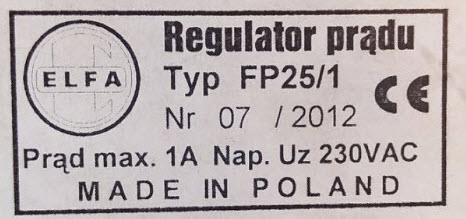 Regulator prądu
ELFA
Typ FP25/1
Nr 07 / 2012
CE
Prąd max. 1A Nap. Uz 230VAC
MADE IN POLAND